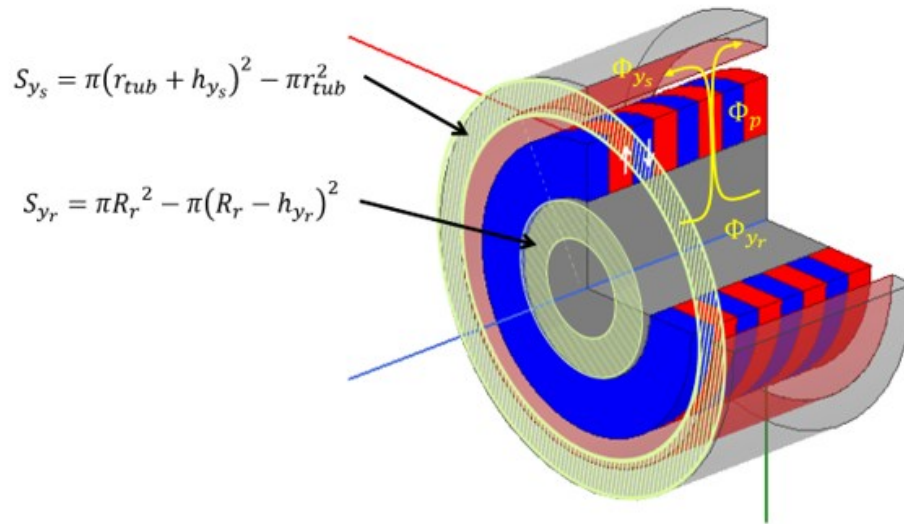 S_{y_s} = π(r_{tub} + h_{y_s})^2 − πr_{tub}^2
Φ_{y_s}
Φ_p
S_{y_r} = πR_r^2 − π(R_r − h_{y_r})^2
Φ_{y_r}